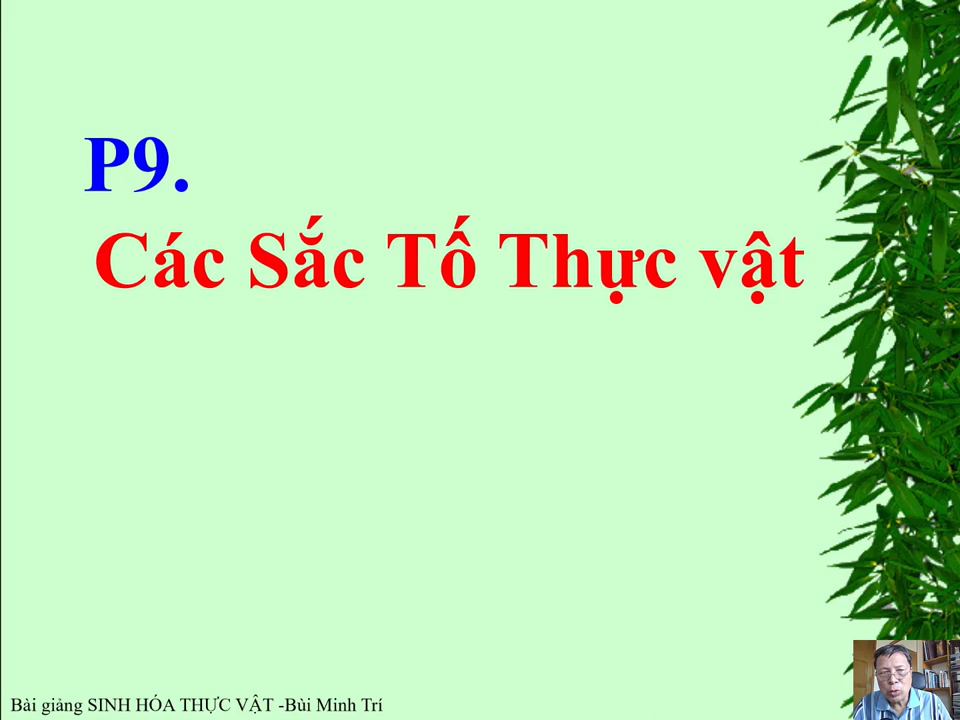 P9.
Các Sắc Tố Thực vật
Bài giảng SINH HÓA THỰC VẬT -Bùi Minh Trí